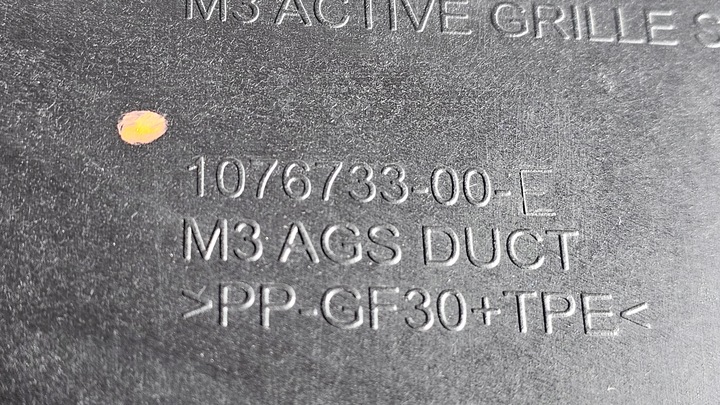 M3 ACTIVE GRILLE S
1076733-00-E
M3 AGS DUCT
>PP-GF30+TPE<